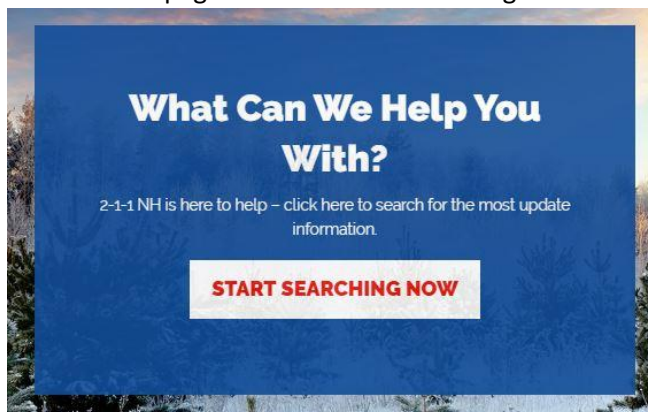 What Can We Help You
With?
2-1-1 NH is here to help – click here to search for the most update
information.
START SEARCHING NOW